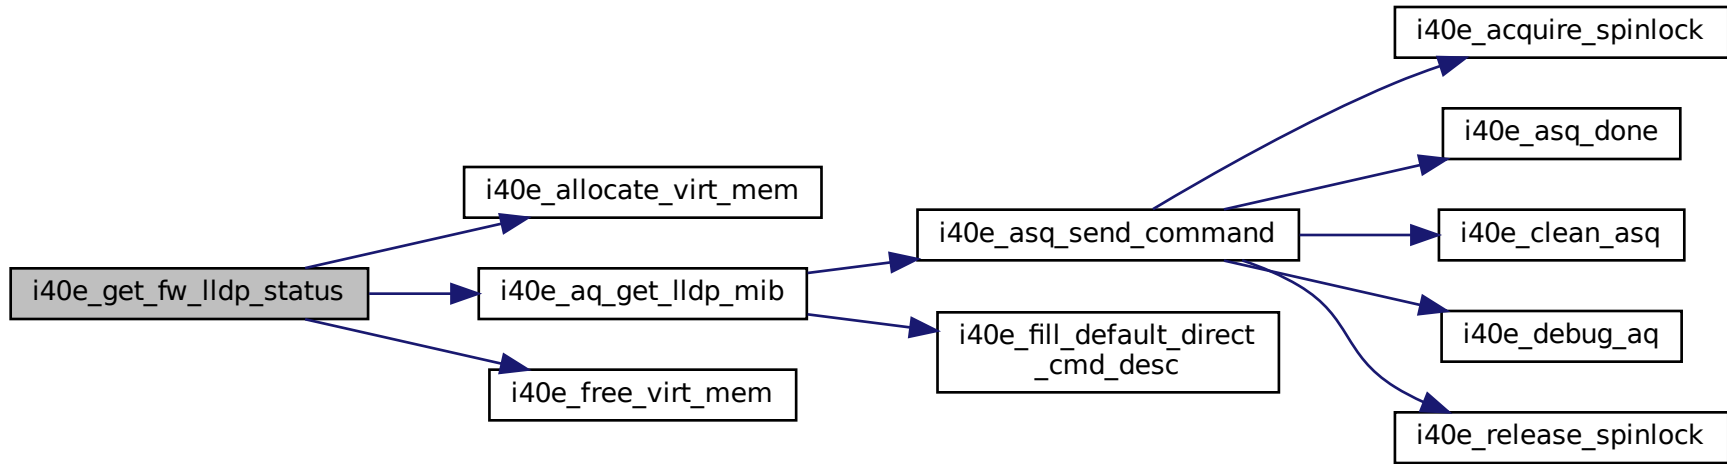 i40e_acquire_spinlock
i40e_asq_done
i40e_allocate_virt_mem
i40e_asq_send_command
i40e_clean_asq
i40e_get_fw_lldp_status
i40e_aq_get_lldp_mib
i40e_fill_default_direct
_cmd_desc
i40e_debug_aq
i40e_free_virt_mem
i40e_release_spinlock